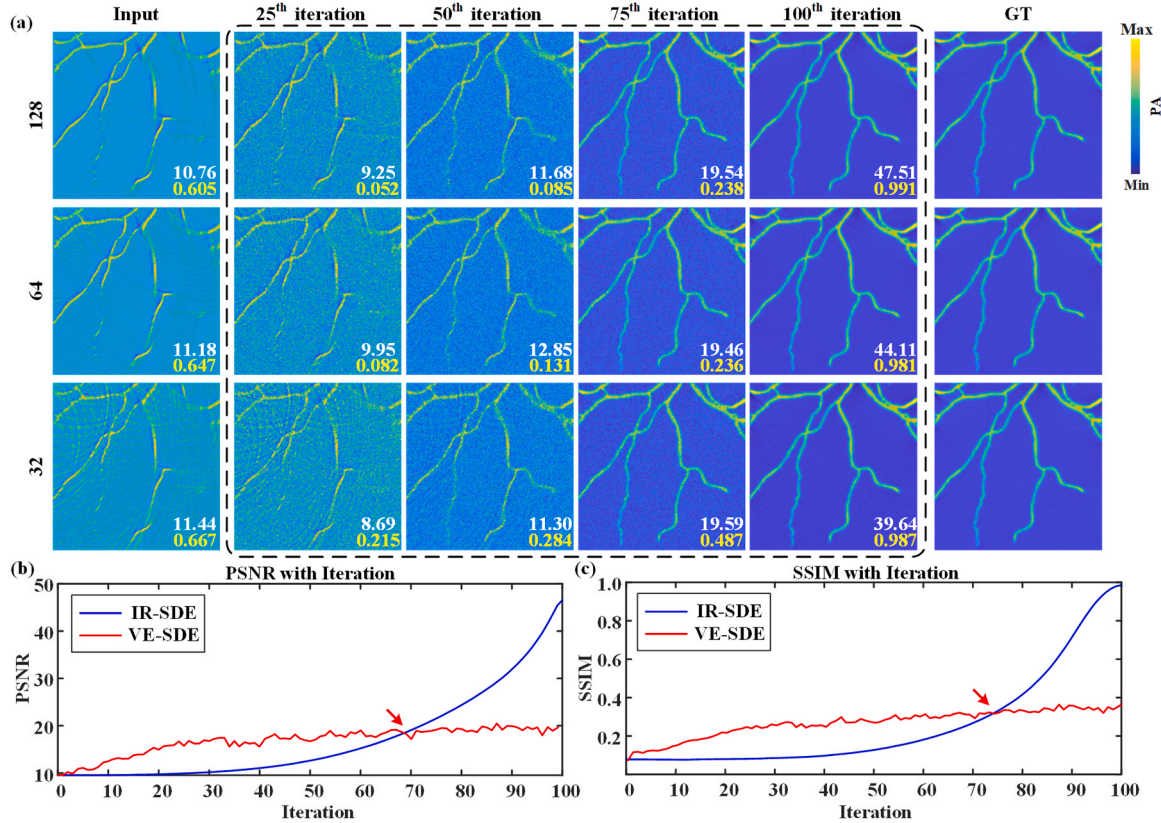 (a)
Input 25th iteration 50th iteration 75th iteration 100th iteration GT
Max
PA
Min
128
10.76 9.25 11.68 19.54 47.51
0.605 0.052 0.085 0.238 0.991
64
11.18 9.95 12.85 19.46 44.11
0.647 0.082 0.131 0.236 0.981
32
11.44 8.69 11.30 19.59 39.64
0.667 0.215 0.284 0.487 0.987
(b)
PSNR with Iteration
IR-SDE
VE-SDE
PSNR
50
40
30
20
10
0 10 20 30 40 50 60 70 80 90 100
Iteration
(c)
SSIM with Iteration
IR-SDE
VE-SDE
SSIM
1.0
0.8
0.6
0.4
0.2
0 10 20 30 40 50 60 70 80 90 100
Iteration